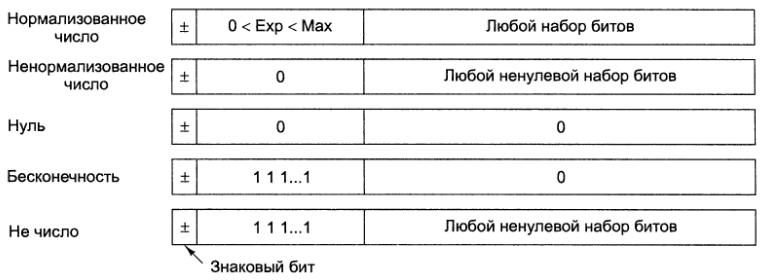 Нормализованное
число
± 0 < Exp < Max Любой набор битов
Ненормализованное
число
± 0 Любой ненулевой набор битов
Нуль ± 0 0
Бесконечность ± 1 1 1...1 0
Не число ± 1 1 1...1 Любой ненулевой набор битов
Знаковый бит